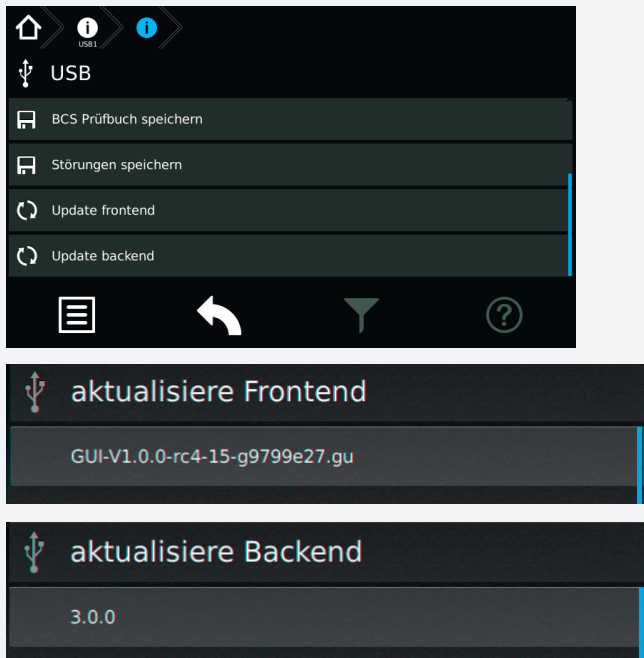 USB1
USB
BCS Prüfbuch speichern
Störungen speichern
Update frontend
Update backend
aktualisiere Frontend
GUI-V1.0.0-rc4-15-g9799e27.gu
aktualisiere Backend
3.0.0